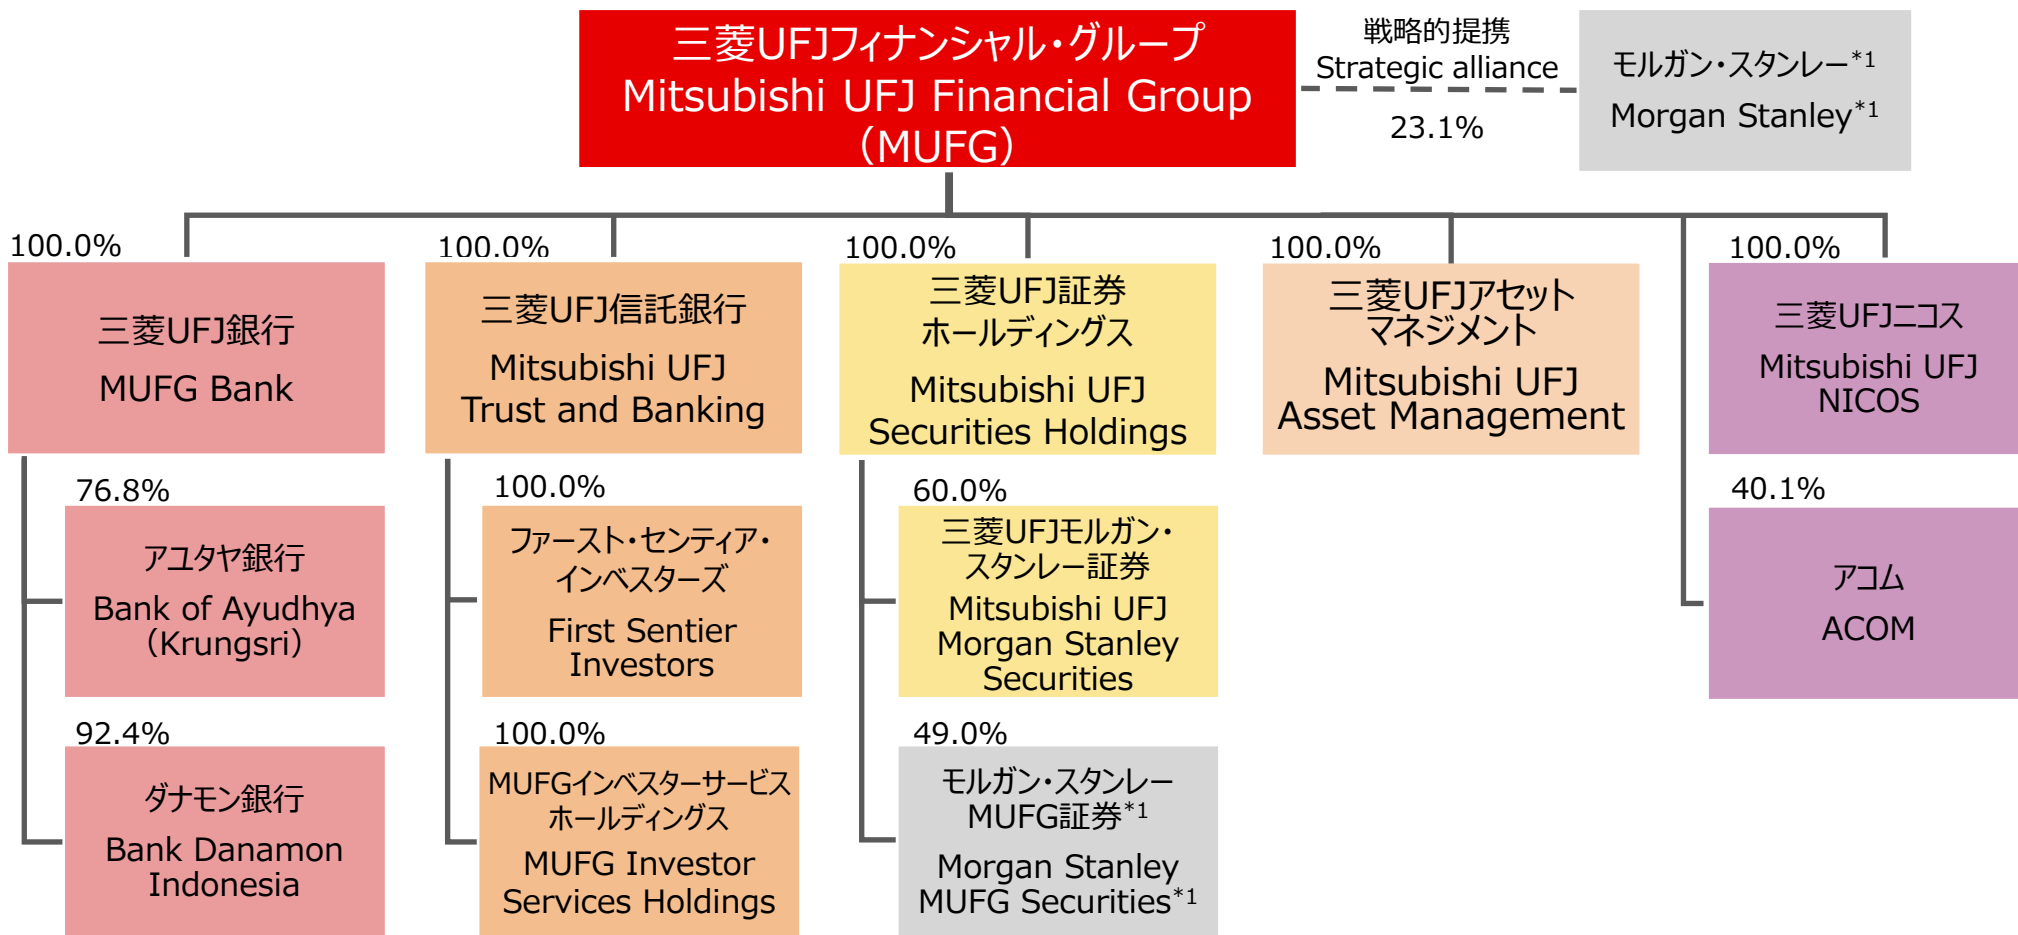 三菱UFJフィナンシャル・グループ
Mitsubishi UFJ Financial Group
（MUFG）
戦略的提携
Strategic alliance
23.1%
モルガン・スタンレー*1
Morgan Stanley*1
100.0%
三菱UFJ銀行
MUFG Bank
76.8%
アユタヤ銀行
Bank of Ayudhya
（Krungsri）
92.4%
ダナモン銀行
Bank Danamon
Indonesia
100.0%
三菱UFJ信託銀行
Mitsubishi UFJ
Trust and Banking
100.0%
ファースト・センティア・
インベスターズ
First Sentier
Investors
100.0%
MUFGインベスターサービス
ホールディングス
MUFG Investor
Services Holdings
100.0%
三菱UFJ証券
ホールディングス
Mitsubishi UFJ
Securities Holdings
60.0%
三菱UFJモルガン・
スタンレー証券
Mitsubishi UFJ
Morgan Stanley
Securities
49.0%
モルガン・スタンレー
MUFG証券*1
Morgan Stanley
MUFG Securities*1
100.0%
三菱UFJアセット
マネジメント
Mitsubishi UFJ
Asset Management
100.0%
三菱UFJニコス
Mitsubishi UFJ
NICOS
40.1%
アコム
ACOM